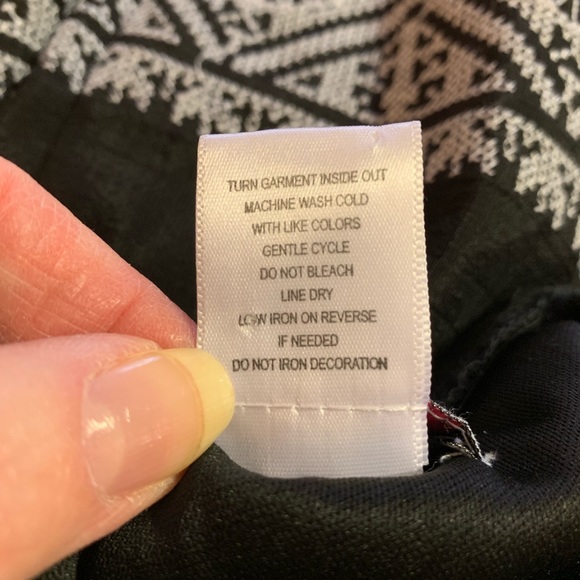 TURN GARMENT INSIDE OUT
MACHINE WASH COLD
WITH LIKE COLORS
GENTLE CYCLE
DO NOT BLEACH
LINE DRY
LOW IRON ON REVERSE
IF NEEDED
DO NOT IRON DECORATION